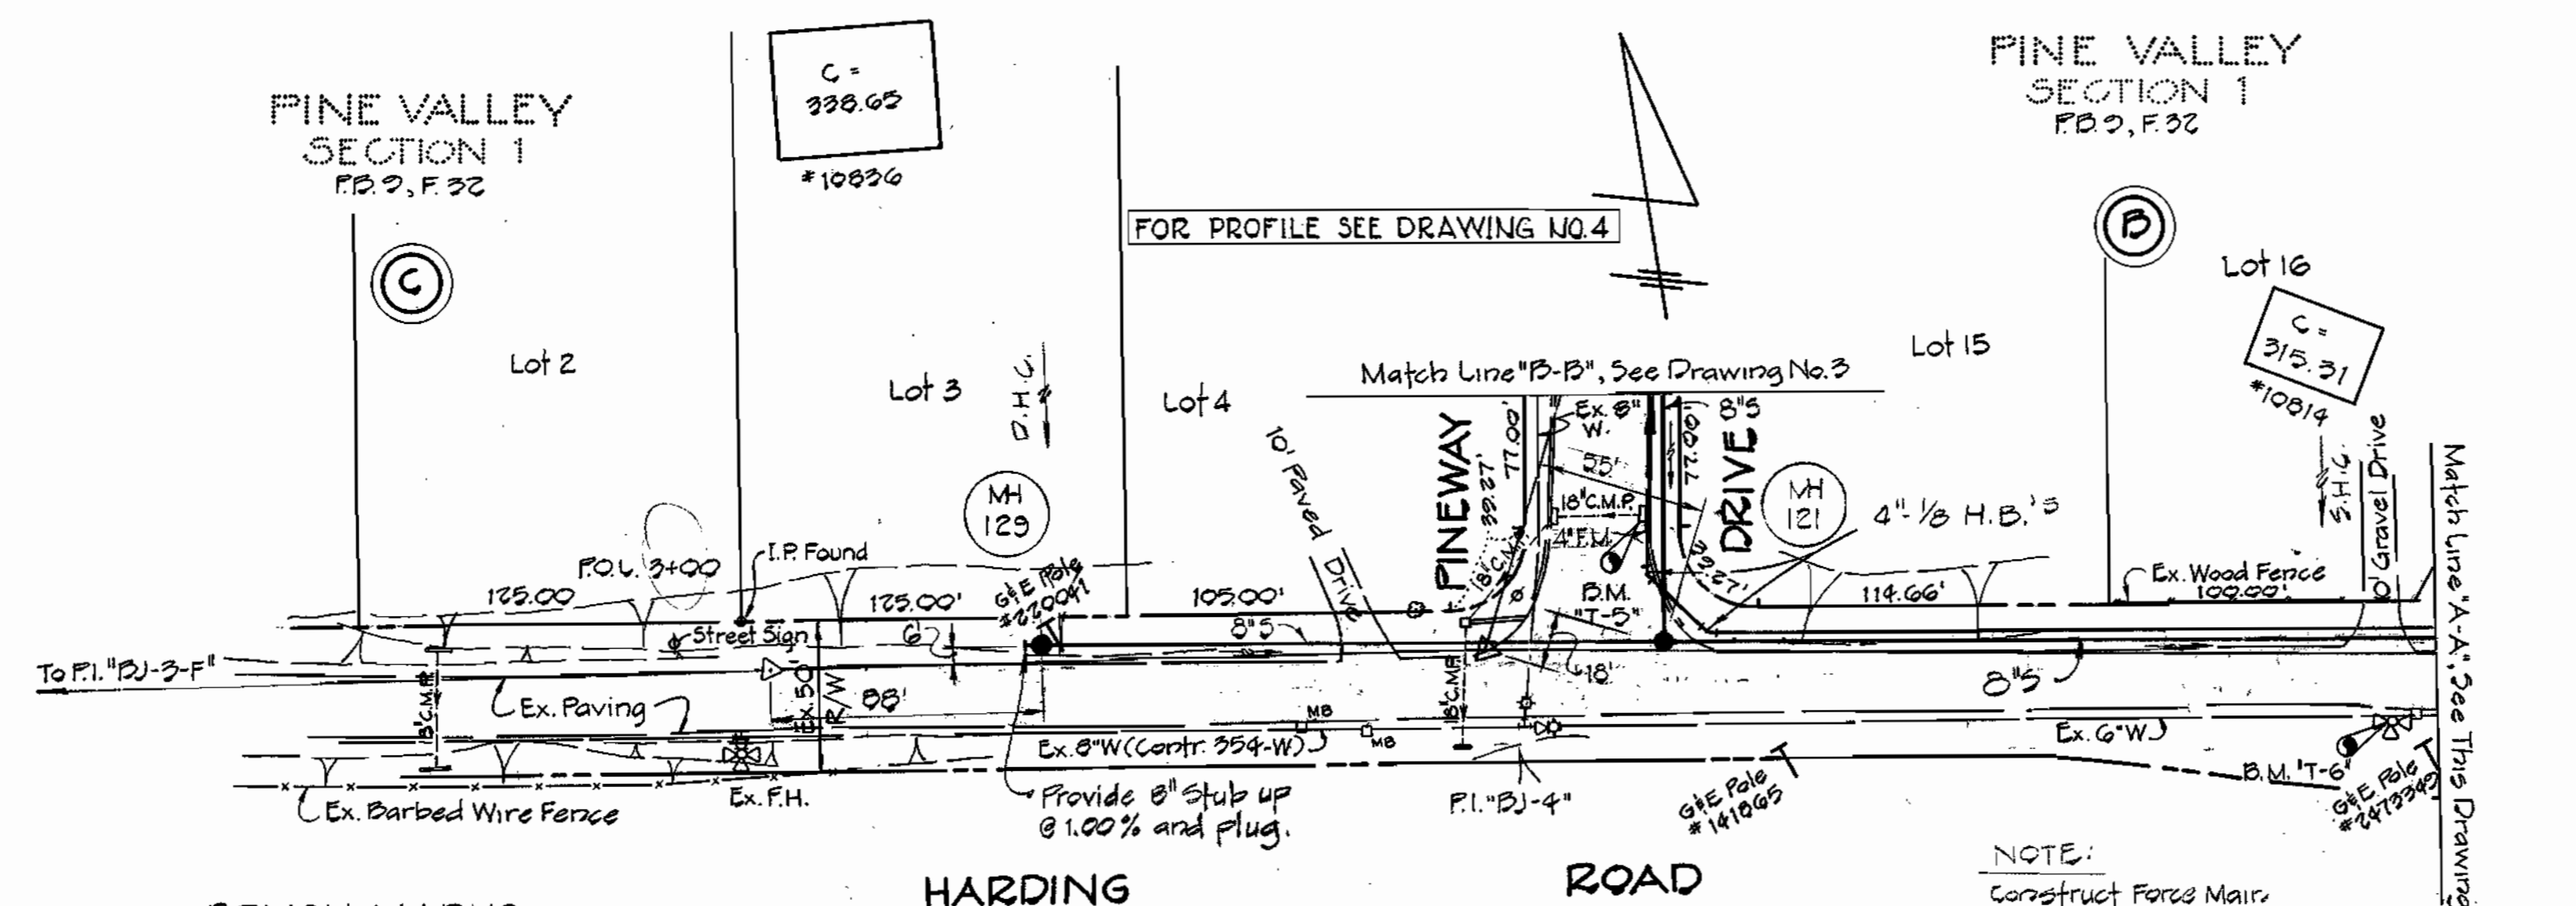 PINE VALLEY
SECTION 1
P.B. 9, F. 32
C =
338.65
#10836
PINE VALLEY
SECTION 1
P.B. 9, F. 32
FOR PROFILE SEE DRAWING NO. 4
C
B
Lot 16
C =
315.31
#10814
Lot 2
Lot 3
D.H.C.
Lot 4
Lot 15
Match Line "B-B", See Drawing No. 3
10' Paved Drive
PINEWAY
DRIVE
77.00'
39.27'
Ex. 8"
W.
8"S
77.00'
55'
18" C.M.P.
4" F.M.
18" C.M.P.
39.27'
B.M.
"T-5"
MH
129
MH
121
4"-1/8 H.B.'S
S.H.C.
10' Gravel Drive
Match Line "A-A", See This Drawing
P.O.L. 3+00
I.P. Found
125.00
125.00'
G&E Pole
#220041
105.00'
114.66'
Ex. Wood Fence
100.00'
Street Sign
6'
8"S
18'
To P.I. "BJ-3-F"
Ex. Paving
Ex. 50'
R/W
88'
18" C.M.P.
MB
MB
8"S
Ex. 8"W (Contr. 354-W)
Ex. 6"W
Ex. Barbed Wire Fence
Ex. F.H.
Provide 8" Stub up
@ 1.00% and plug.
P.I. "BJ-4"
G&E Pole
#141865
B.M. "T-6"
G&E Pole
#2473349
HARDING
ROAD
NOTE:
Construct Force Main